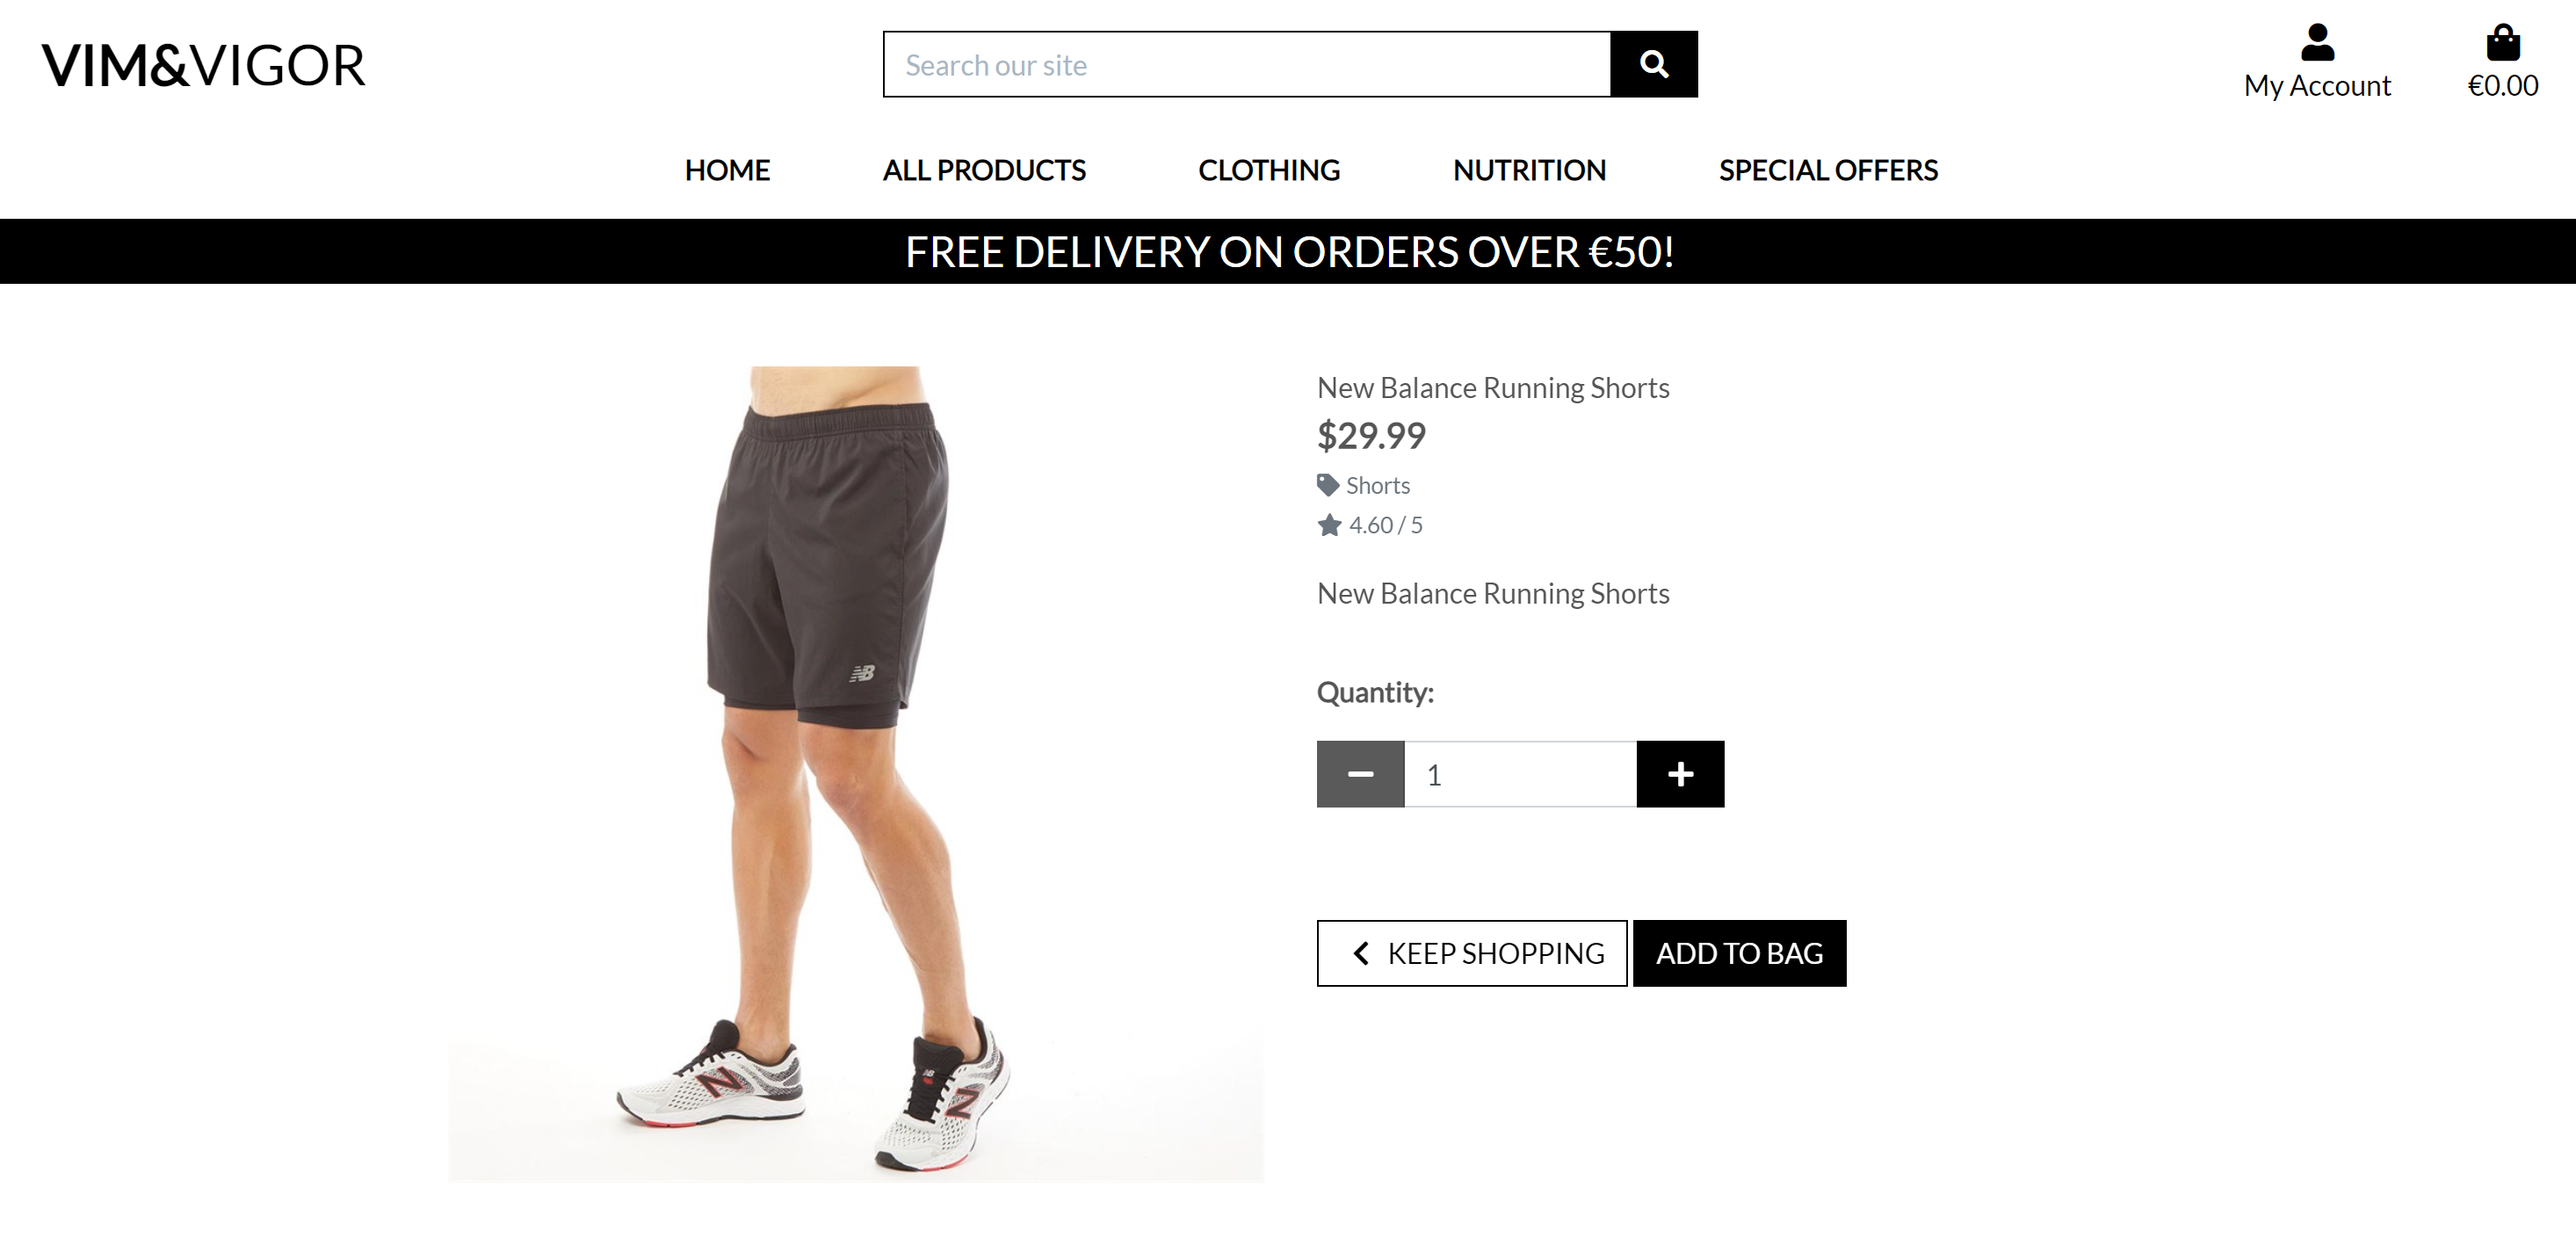 VIM&VIGOR
Search our site
My Account
€0.00
HOME
ALL PRODUCTS
CLOTHING
NUTRITION
SPECIAL OFFERS
FREE DELIVERY ON ORDERS OVER €50!
New Balance Running Shorts
$29.99
Shorts
4.60 / 5
New Balance Running Shorts
Quantity:
1
KEEP SHOPPING
ADD TO BAG
NB
N
NB
N